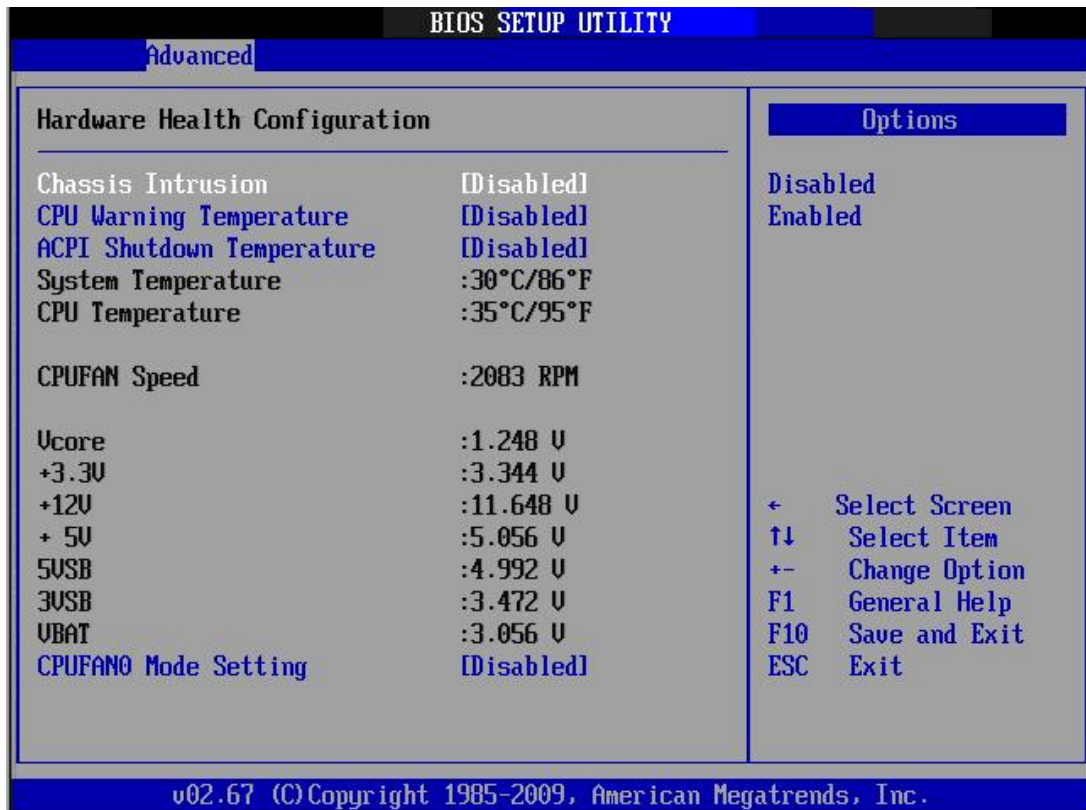 BIOS SETUP UTILITY
Advanced
Hardware Health Configuration
Chassis Intrusion [Disabled]
CPU Warning Temperature [Disabled]
ACPI Shutdown Temperature [Disabled]
System Temperature :30°C/86°F
CPU Temperature :35°C/95°F
CPUFAN Speed :2083 RPM
Vcore :1.248 V
+3.3V :3.344 V
+12V :11.648 V
+ 5V :5.056 V
5VSB :4.992 V
3VSB :3.472 V
VBAT :3.056 V
CPUFAN0 Mode Setting [Disabled]
Options
Disabled
Enabled
← Select Screen
↑↓ Select Item
+- Change Option
F1 General Help
F10 Save and Exit
ESC Exit
v02.67 (C)Copyright 1985-2009, American Megatrends, Inc.